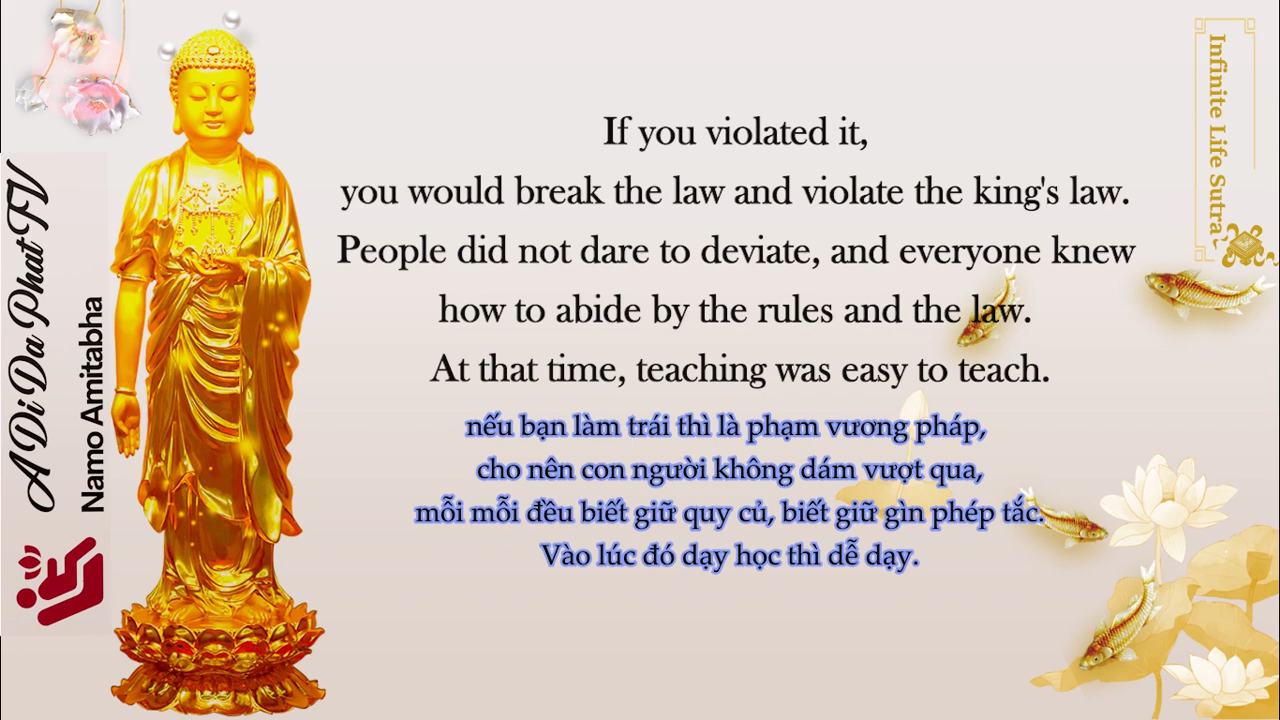 A Di Da Phat TV
Namo Amitabha
Infinite Life Sutra
If you violated it,
you would break the law and violate the king's law.
People did not dare to deviate, and everyone knew
how to abide by the rules and the law.
At that time, teaching was easy to teach.
nếu bạn làm trái thì là phạm vương pháp,
cho nên con người không dám vượt qua,
mỗi mỗi đều biết giữ quy củ, biết giữ gìn phép tắc.
Vào lúc đó dạy học thì dễ dạy.